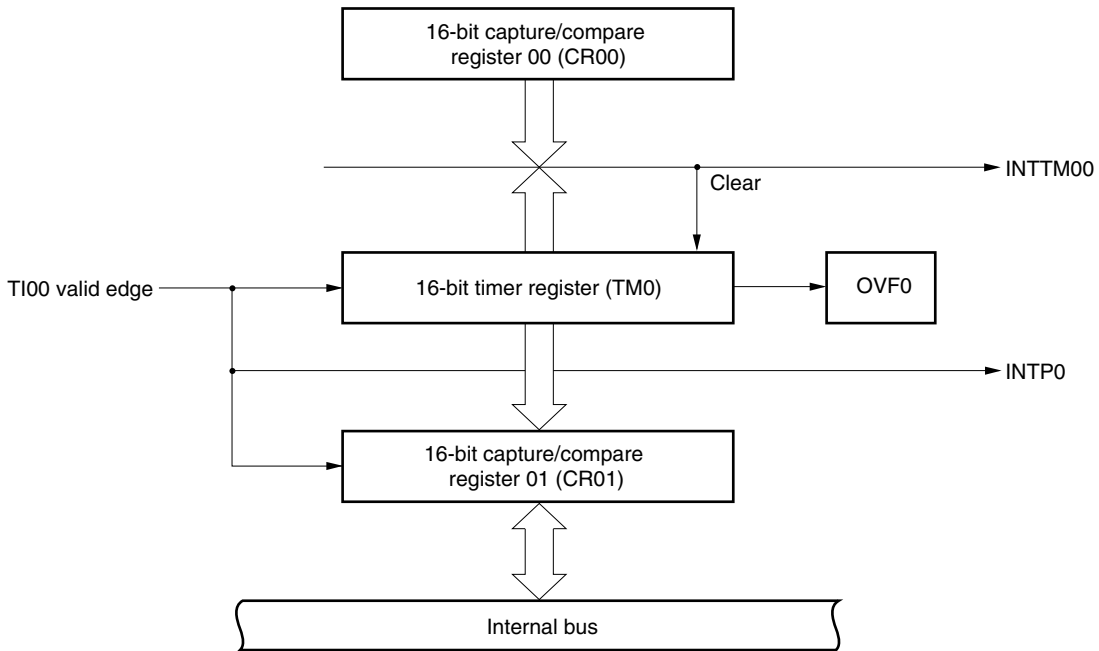 16-bit capture/compare
register 00 (CR00)
INTTM00
Clear
TI00 valid edge
16-bit timer register (TM0)
OVF0
INTP0
16-bit capture/compare
register 01 (CR01)
Internal bus